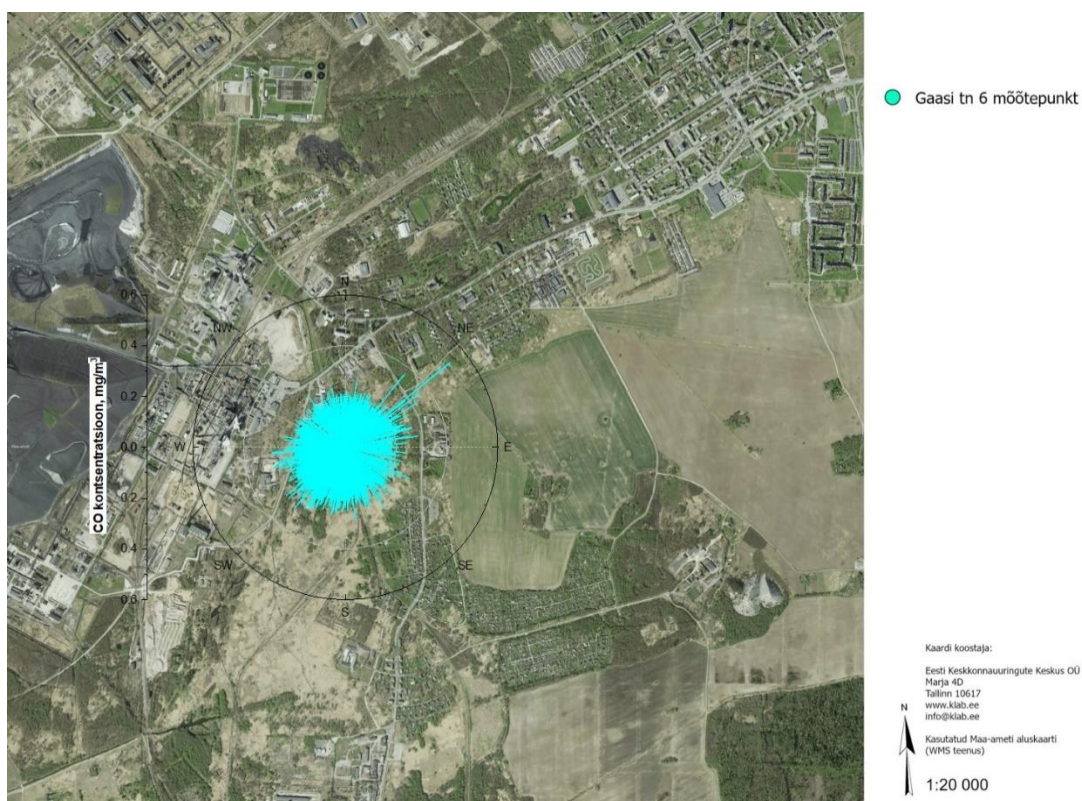 Gaasi tn 6 mõõtepunkt
N
NE
E
SE
S
SW
W
NW
CO kontsentratsioon, mg/m³
0.6
0.4
0.2
0.0
0.2
0.4
0.6
Kaardi koostaja:
Eesti Keskkonnauuringute Keskus OÜ
Marja 4D
Tallinn 10617
www.klab.ee
info@klab.ee
Kasutatud Maa-ameti aluskaarti
(WMS teenus)
N
1:20 000